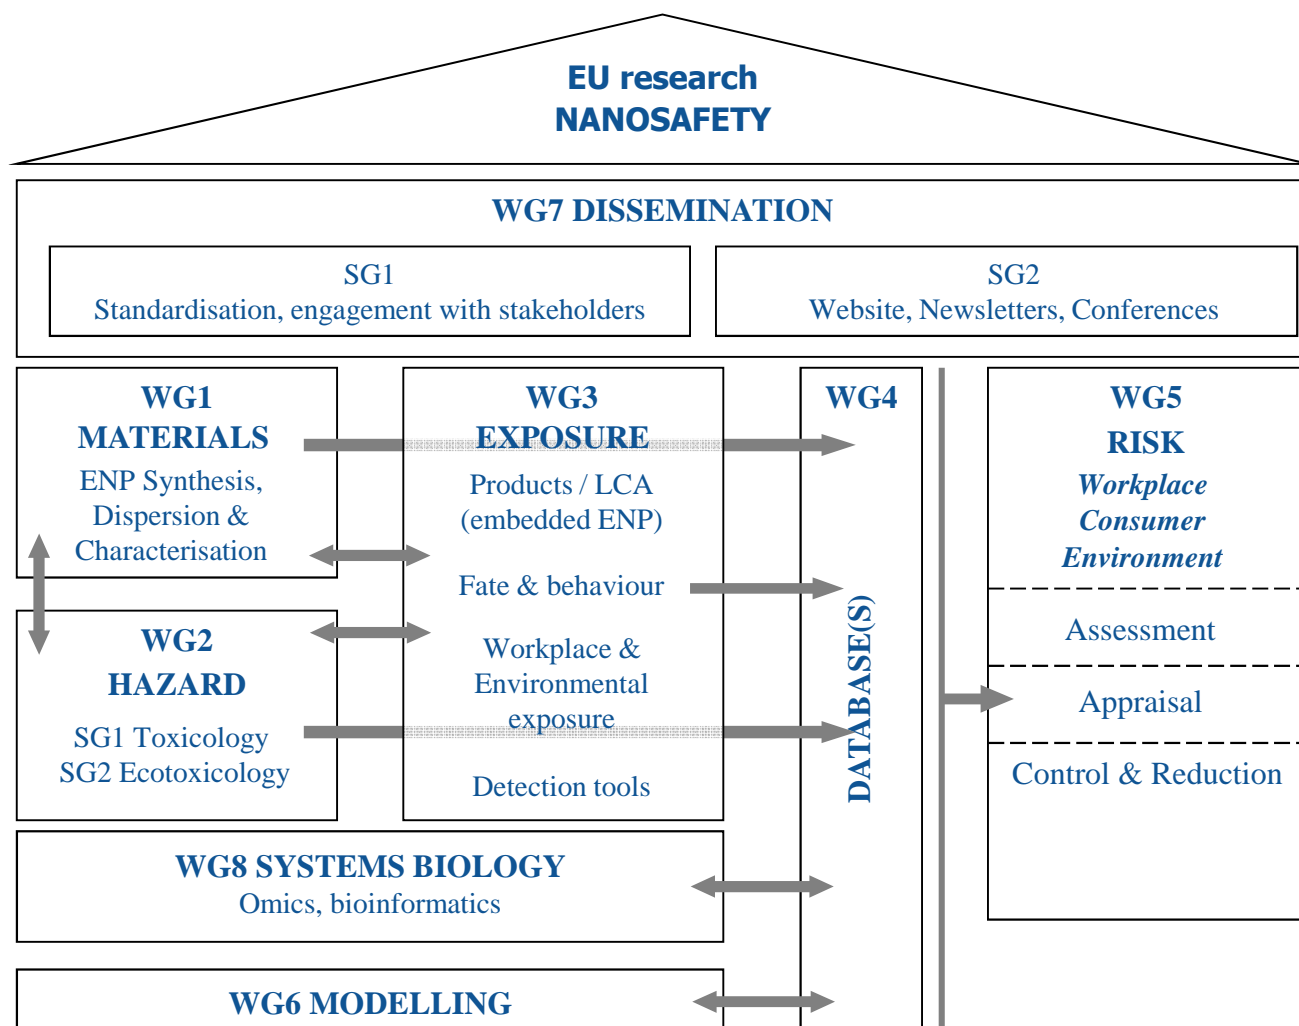 EU research
NANOSAFETY
WG7 DISSEMINATION
SG1
Standardisation, engagement with stakeholders
SG2
Website, Newsletters, Conferences
WG1
MATERIALS
ENP Synthesis,
Dispersion &
Characterisation
WG2
HAZARD
SG1 Toxicology
SG2 Ecotoxicology
WG3
EXPOSURE
Products / LCA
(embedded ENP)
Fate & behaviour
Workplace &
Environmental
exposure
Detection tools
WG4
DATABASE(S)
WG5
RISK
Workplace
Consumer
Environment
Assessment
Appraisal
Control & Reduction
WG8 SYSTEMS BIOLOGY
Omics, bioinformatics
WG6 MODELLING